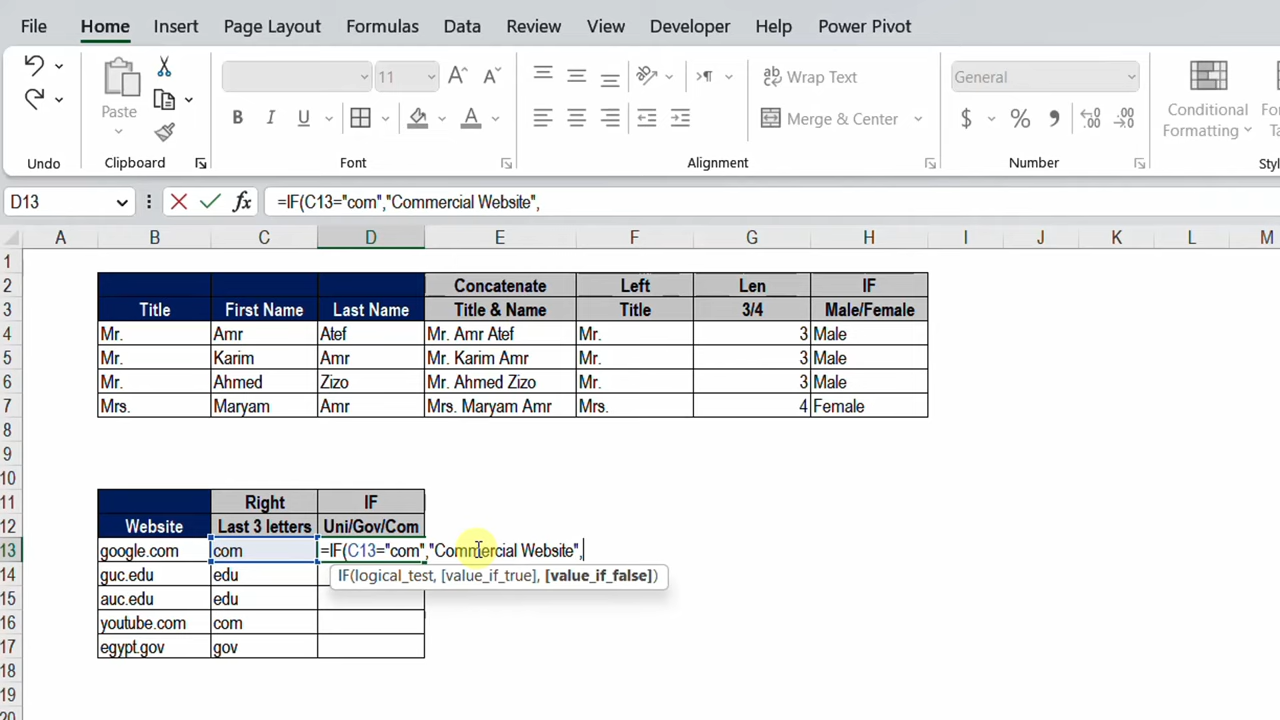 File Home Insert Page Layout Formulas Data Review View Developer Help Power Pivot
11 ab Wrap Text General
Paste B I U A Merge & Center $ % Conditional
Formatting
Undo Clipboard Font Alignment Number
D13 fx =IF(C13="com","Commercial Website",
A B C D E F G H I J K L M
1
2 Concatenate Left Len IF
3 Title First Name Last Name Title & Name Title 3/4 Male/Female
4 Mr. Amr Atef Mr. Amr Atef Mr. 3 Male
5 Mr. Karim Amr Mr. Karim Amr Mr. 3 Male
6 Mr. Ahmed Zizo Mr. Ahmed Zizo Mr. 3 Male
7 Mrs. Maryam Amr Mrs. Maryam Amr Mrs. 4 Female
8
9
10
11 Right IF
12 Website Last 3 letters Uni/Gov/Com
13 google.com com =IF(C13="com","Commercial Website",
IF(logical_test, [value_if_true], [value_if_false])
14 guc.edu edu
15 auc.edu edu
16 youtube.com com
17 egypt.gov gov
18
19
20